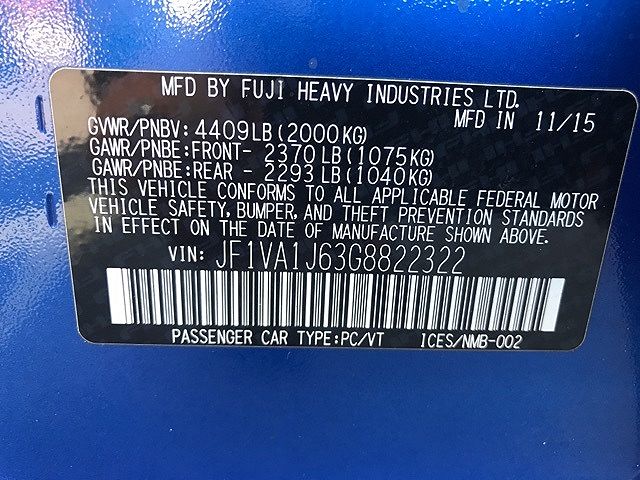 MFD BY FUJI HEAVY INDUSTRIES LTD.
MFD IN 11/15
GVWR/PNBV: 4409LB(2000KG)
GAWR/PNBE:FRONT- 2370LB(1075KG)
GAWR/PNBE:REAR - 2293LB(1040KG)
THIS VEHICLE CONFORMS TO ALL APPLICABLE FEDERAL MOTOR
VEHICLE SAFETY, BUMPER, AND THEFT PREVENTION STANDARDS
IN EFFECT ON THE DATE OF MANUFACTURE SHOWN ABOVE.
VIN: JF1VA1J63G8822322
PASSENGER CAR TYPE:PC/VT ICES/NMB-002